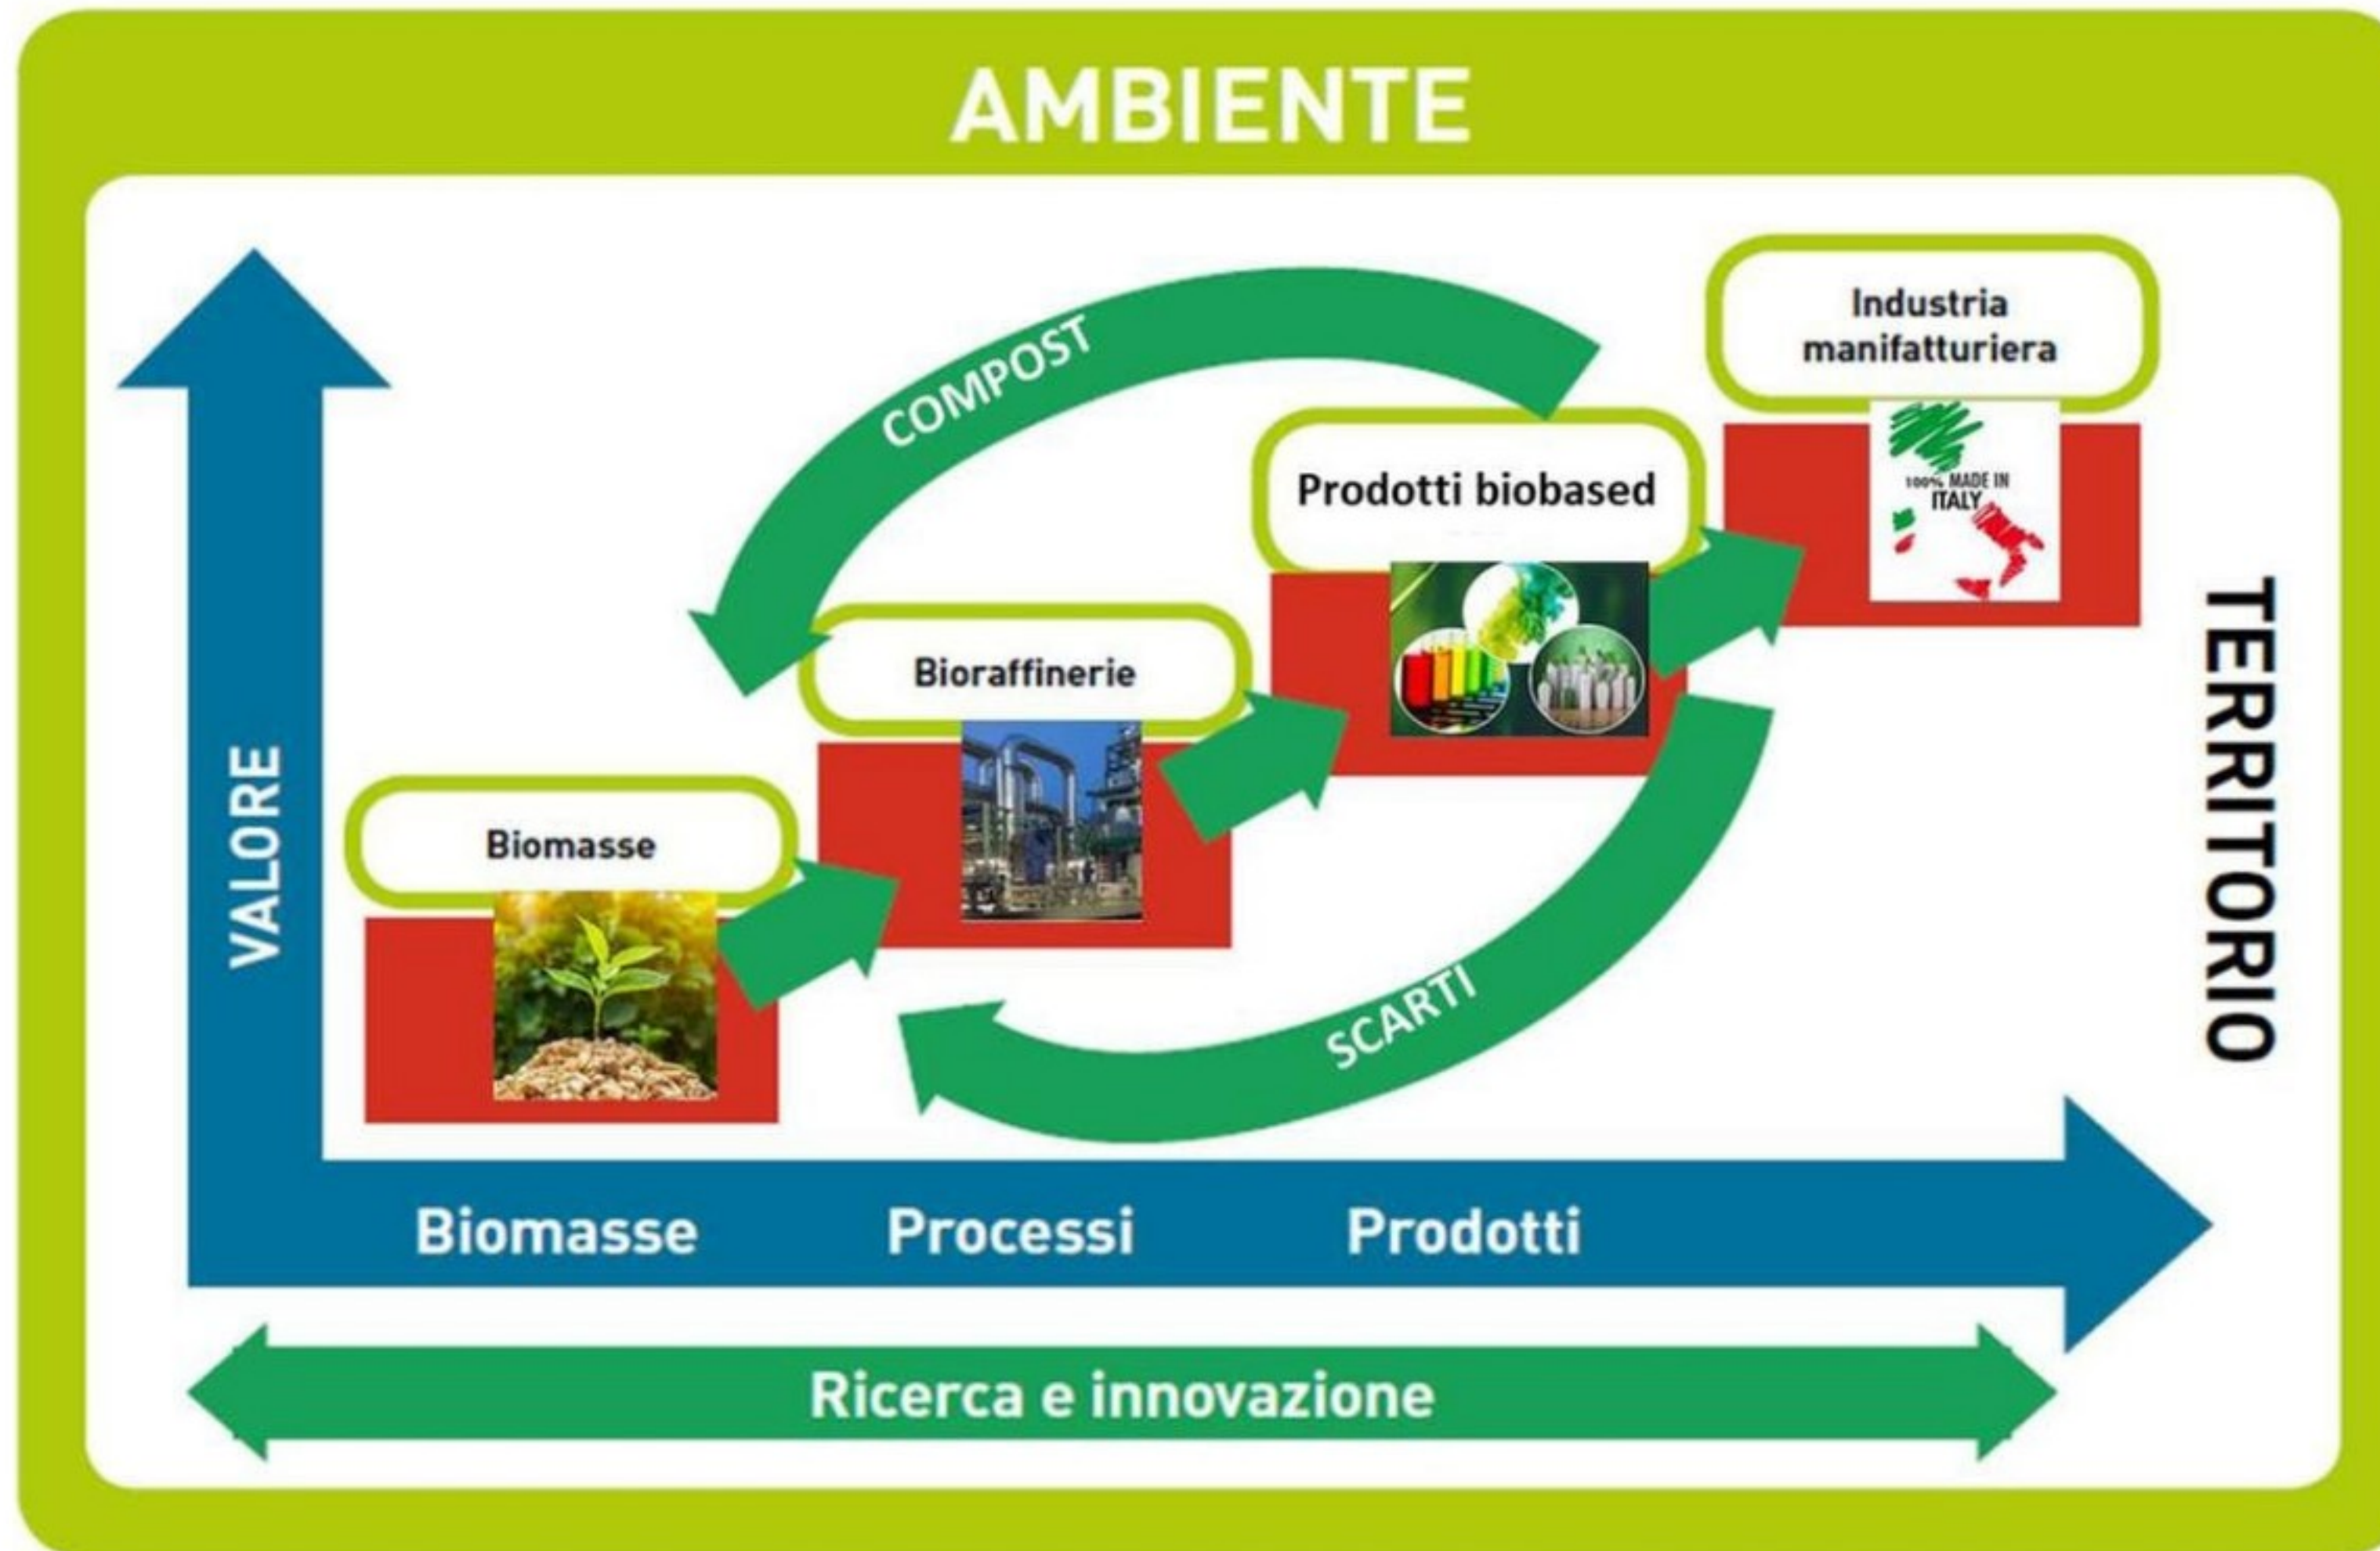 AMBIENTE
Industria
manifatturiera
100% MADE IN
ITALY
COMPOST
Prodotti biobased
Bioraffinerie
Biomasse
VALORE
TERRITORIO
SCARTI
Biomasse Processi Prodotti
Ricerca e innovazione